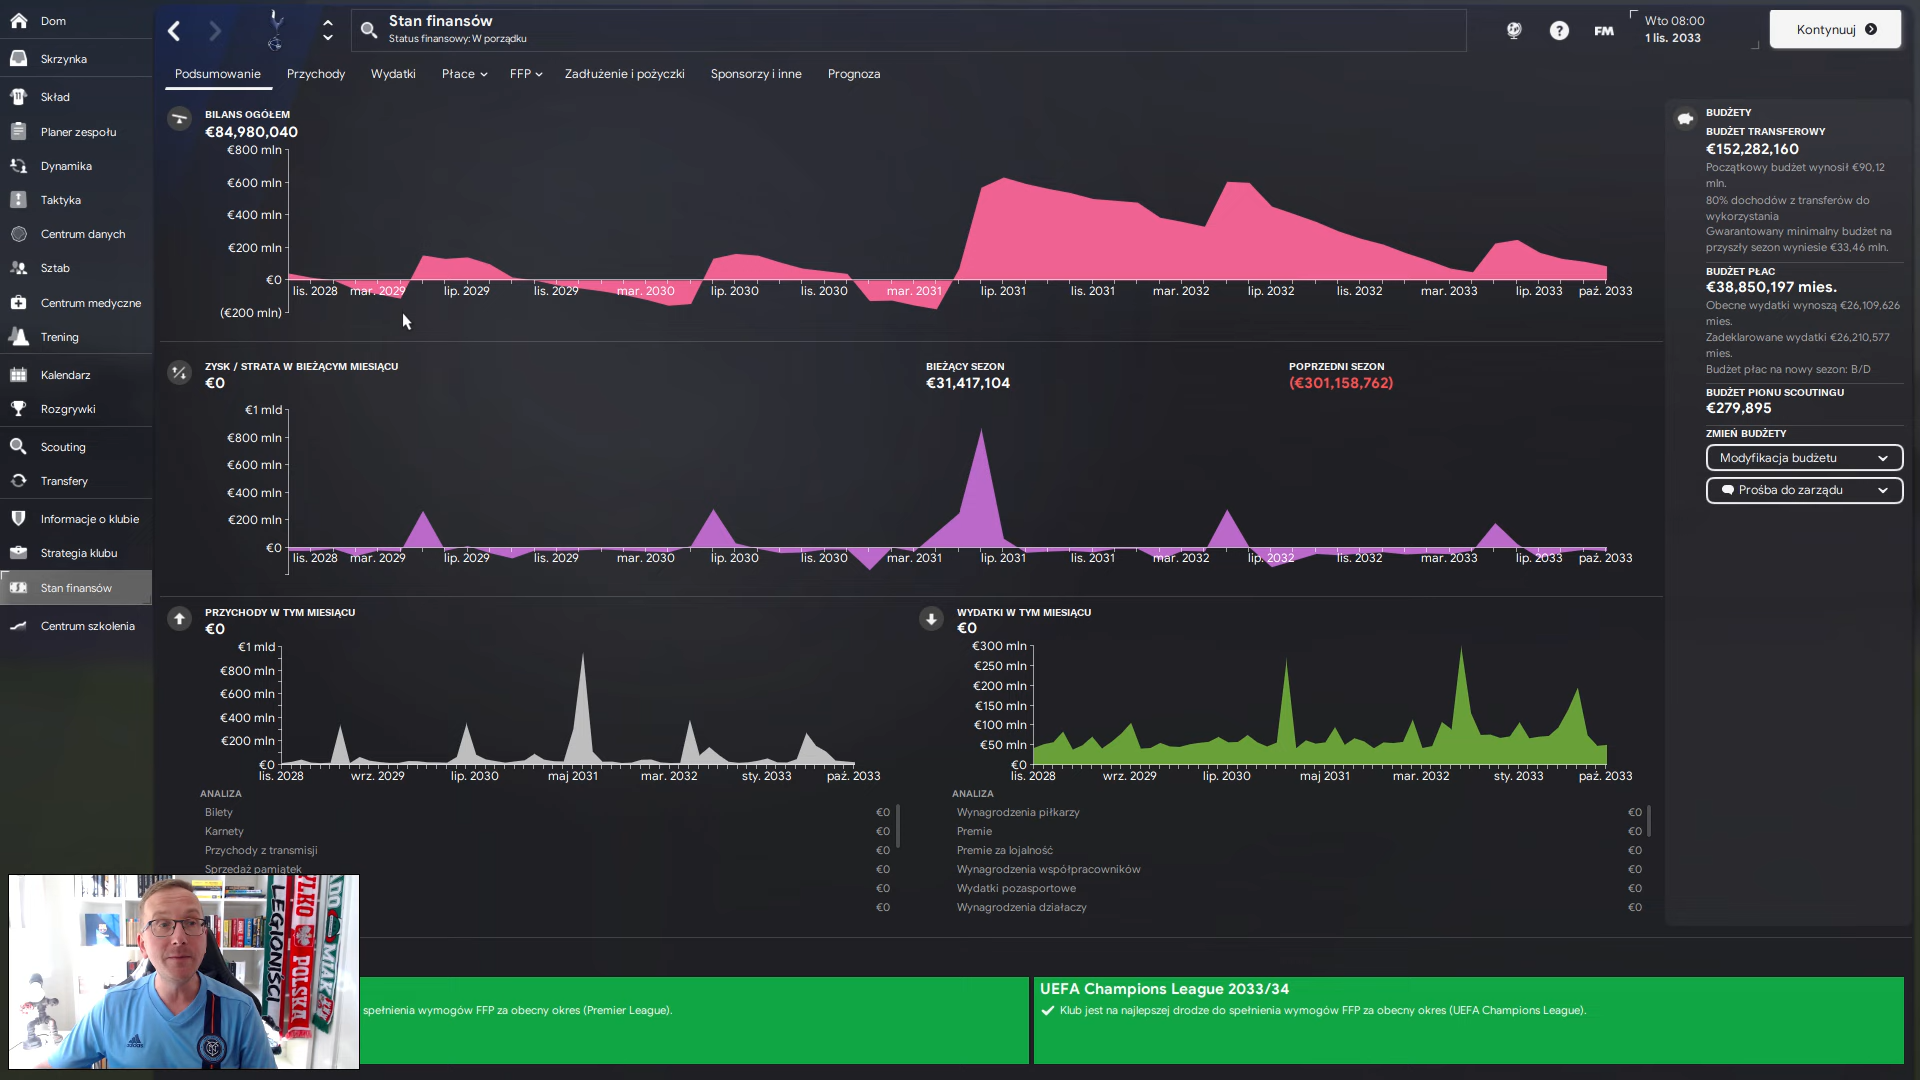 Dom
Skrzynka
Skład
Planer zespołu
Dynamika
Taktyka
Centrum danych
Sztab
Centrum medyczne
Trening
Kalendarz
Rozgrywki
Scouting
Transfery
Informacje o klubie
Strategia klubu
Stan finansów
Centrum szkolenia
Stan finansów
Status finansowy: W porządku
?
FM
Wto 08:00
1 lis. 2033
Kontynuuj
Podsumowanie
Przychody
Wydatki
Płace
FFP
Zadłużenie i pożyczki
Sponsorzy i inne
Prognoza
BILANS OGÓŁEM
€84,980,040
€800 mln
€600 mln
€400 mln
€200 mln
€0
(€200 mln)
lis. 2028 mar. 2029 lip. 2029 lis. 2029 mar. 2030 lip. 2030 lis. 2030 mar. 2031 lip. 2031 lis. 2031 mar. 2032 lip. 2032 lis. 2032 mar. 2033 lip. 2033 paź. 2033
ZYSK / STRATA W BIEŻĄCYM MIESIĄCU
€0
BIEŻĄCY SEZON
€31,417,104
POPRZEDNI SEZON
(€301,158,762)
€1 mld
€800 mln
€600 mln
€400 mln
€200 mln
€0
lis. 2028 mar. 2029 lip. 2029 lis. 2029 mar. 2030 lip. 2030 lis. 2030 mar. 2031 lip. 2031 lis. 2031 mar. 2032 lip. 2032 lis. 2032 mar. 2033 lip. 2033 paź. 2033
PRZYCHODY W TYM MIESIĄCU
€0
€1 mld
€800 mln
€600 mln
€400 mln
€200 mln
€0
lis. 2028 wrz. 2029 lip. 2030 maj 2031 mar. 2032 sty. 2033 paź. 2033
ANALIZA
Bilety €0
Karnety €0
Przychody z transmisji €0
Sprzedaż pamiątek €0
€0
€0
WYDATKI W TYM MIESIĄCU
€0
€300 mln
€250 mln
€200 mln
€150 mln
€100 mln
€50 mln
€0
lis. 2028 wrz. 2029 lip. 2030 maj 2031 mar. 2032 sty. 2033 paź. 2033
ANALIZA
Wynagrodzenia piłkarzy €0
Premie €0
Premie za lojalność €0
Wynagrodzenia współpracowników €0
Wydatki pozasportowe €0
Wynagrodzenia działaczy €0
BUDŻETY
BUDŻET TRANSFEROWY
€152,282,160
Początkowy budżet wynosił €90,12
mln.
80% dochodów z transferów do
wykorzystania
Gwarantowany minimalny budżet na
przyszły sezon wyniesie €33,46 mln.
BUDŻET PŁAC
€38,850,197 mies.
Obecne wydatki wynoszą €26,109,626
mies.
Zadeklarowane wydatki €26,210,577
mies.
Budżet płac na nowy sezon: B/D
BUDŻET PIONU SCOUTINGU
€279,895
ZMIEŃ BUDŻETY
Modyfikacja budżetu
Prośba do zarządu
spełnienia wymogów FFP za obecny okres (Premier League).
UEFA Champions League 2033/34
Klub jest na najlepszej drodze do spełnienia wymogów FFP za obecny okres (UEFA Champions League).
LEGIONIŚCI
YLKO
POLSKA
adidas